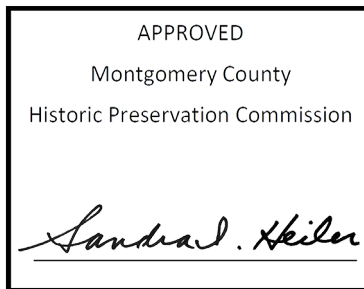 APPROVED
Montgomery County
Historic Preservation Commission
Sandra I. Heiler